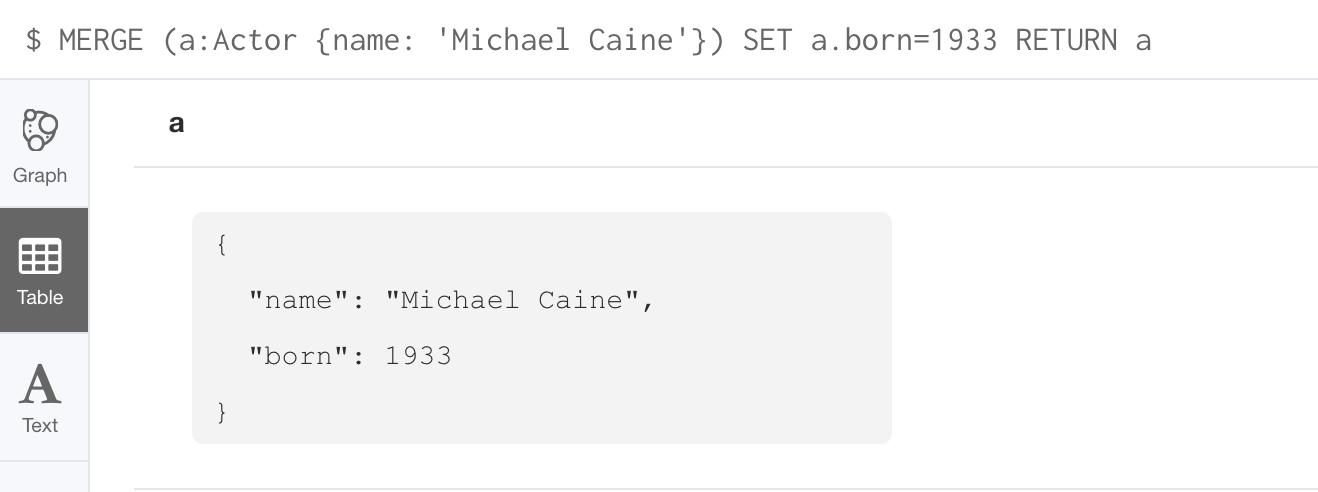 $ MERGE (a:Actor {name: 'Michael Caine'}) SET a.born=1933 RETURN a
a
Graph
{
"name": "Michael Caine",
Table
"born": 1933
A
Text
}